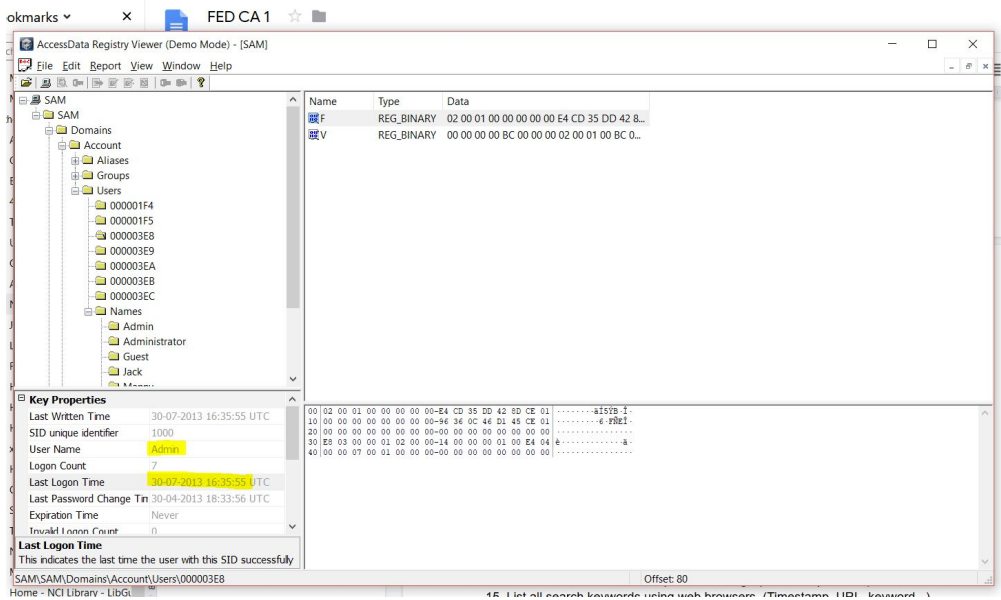 okmarks
FED CA 1
AccessData Registry Viewer (Demo Mode) - [SAM]
File Edit Report View Window Help
SAM
SAM
Domains
Account
Aliases
Groups
Users
000001F4
000001F5
000003E8
000003E9
000003EA
000003EB
000003EC
Names
Admin
Administrator
Guest
Jack
Name Type Data
F REG_BINARY 02 00 01 00 00 00 00 00 E4 CD 35 DD 42 8...
V REG_BINARY 00 00 00 00 BC 00 00 00 02 00 01 00 BC 0...
Key Properties
Last Written Time 30-07-2013 16:35:55 UTC
SID unique identifier 1000
User Name Admin
Logon Count 7
Last Logon Time 30-07-2013 16:35:55 UTC
Last Password Change Tim 30-04-2013 18:33:56 UTC
Expiration Time Never
Invalid Logon Count 0
Last Logon Time
This indicates the last time the user with this SID successfully
00 02 00 01 00 00 00 00 00-E4 CD 35 DD 42 8D CE 01 ········äÍ5ÝB·Î·
10 00 00 00 00 00 00 00 00-96 36 0C 46 D1 45 CE 01
20 00 00 00 00 00 00 00 00-00 00 00 00 00 00 00 00 ················
30 E8 03 00 00 01 02 00 00-14 00 00 00 01 00 E4 04 è·············ä·
40 00 00 07 00 01 00 00 00-00 00 00 00 00 00 00 00 ················
SAM\SAM\Domains\Account\Users\000003E8
Offset: 80
Home - NCI Library - LibGu
15. List all search keywords using web browsers. (Timestamp, URL, keyword...)